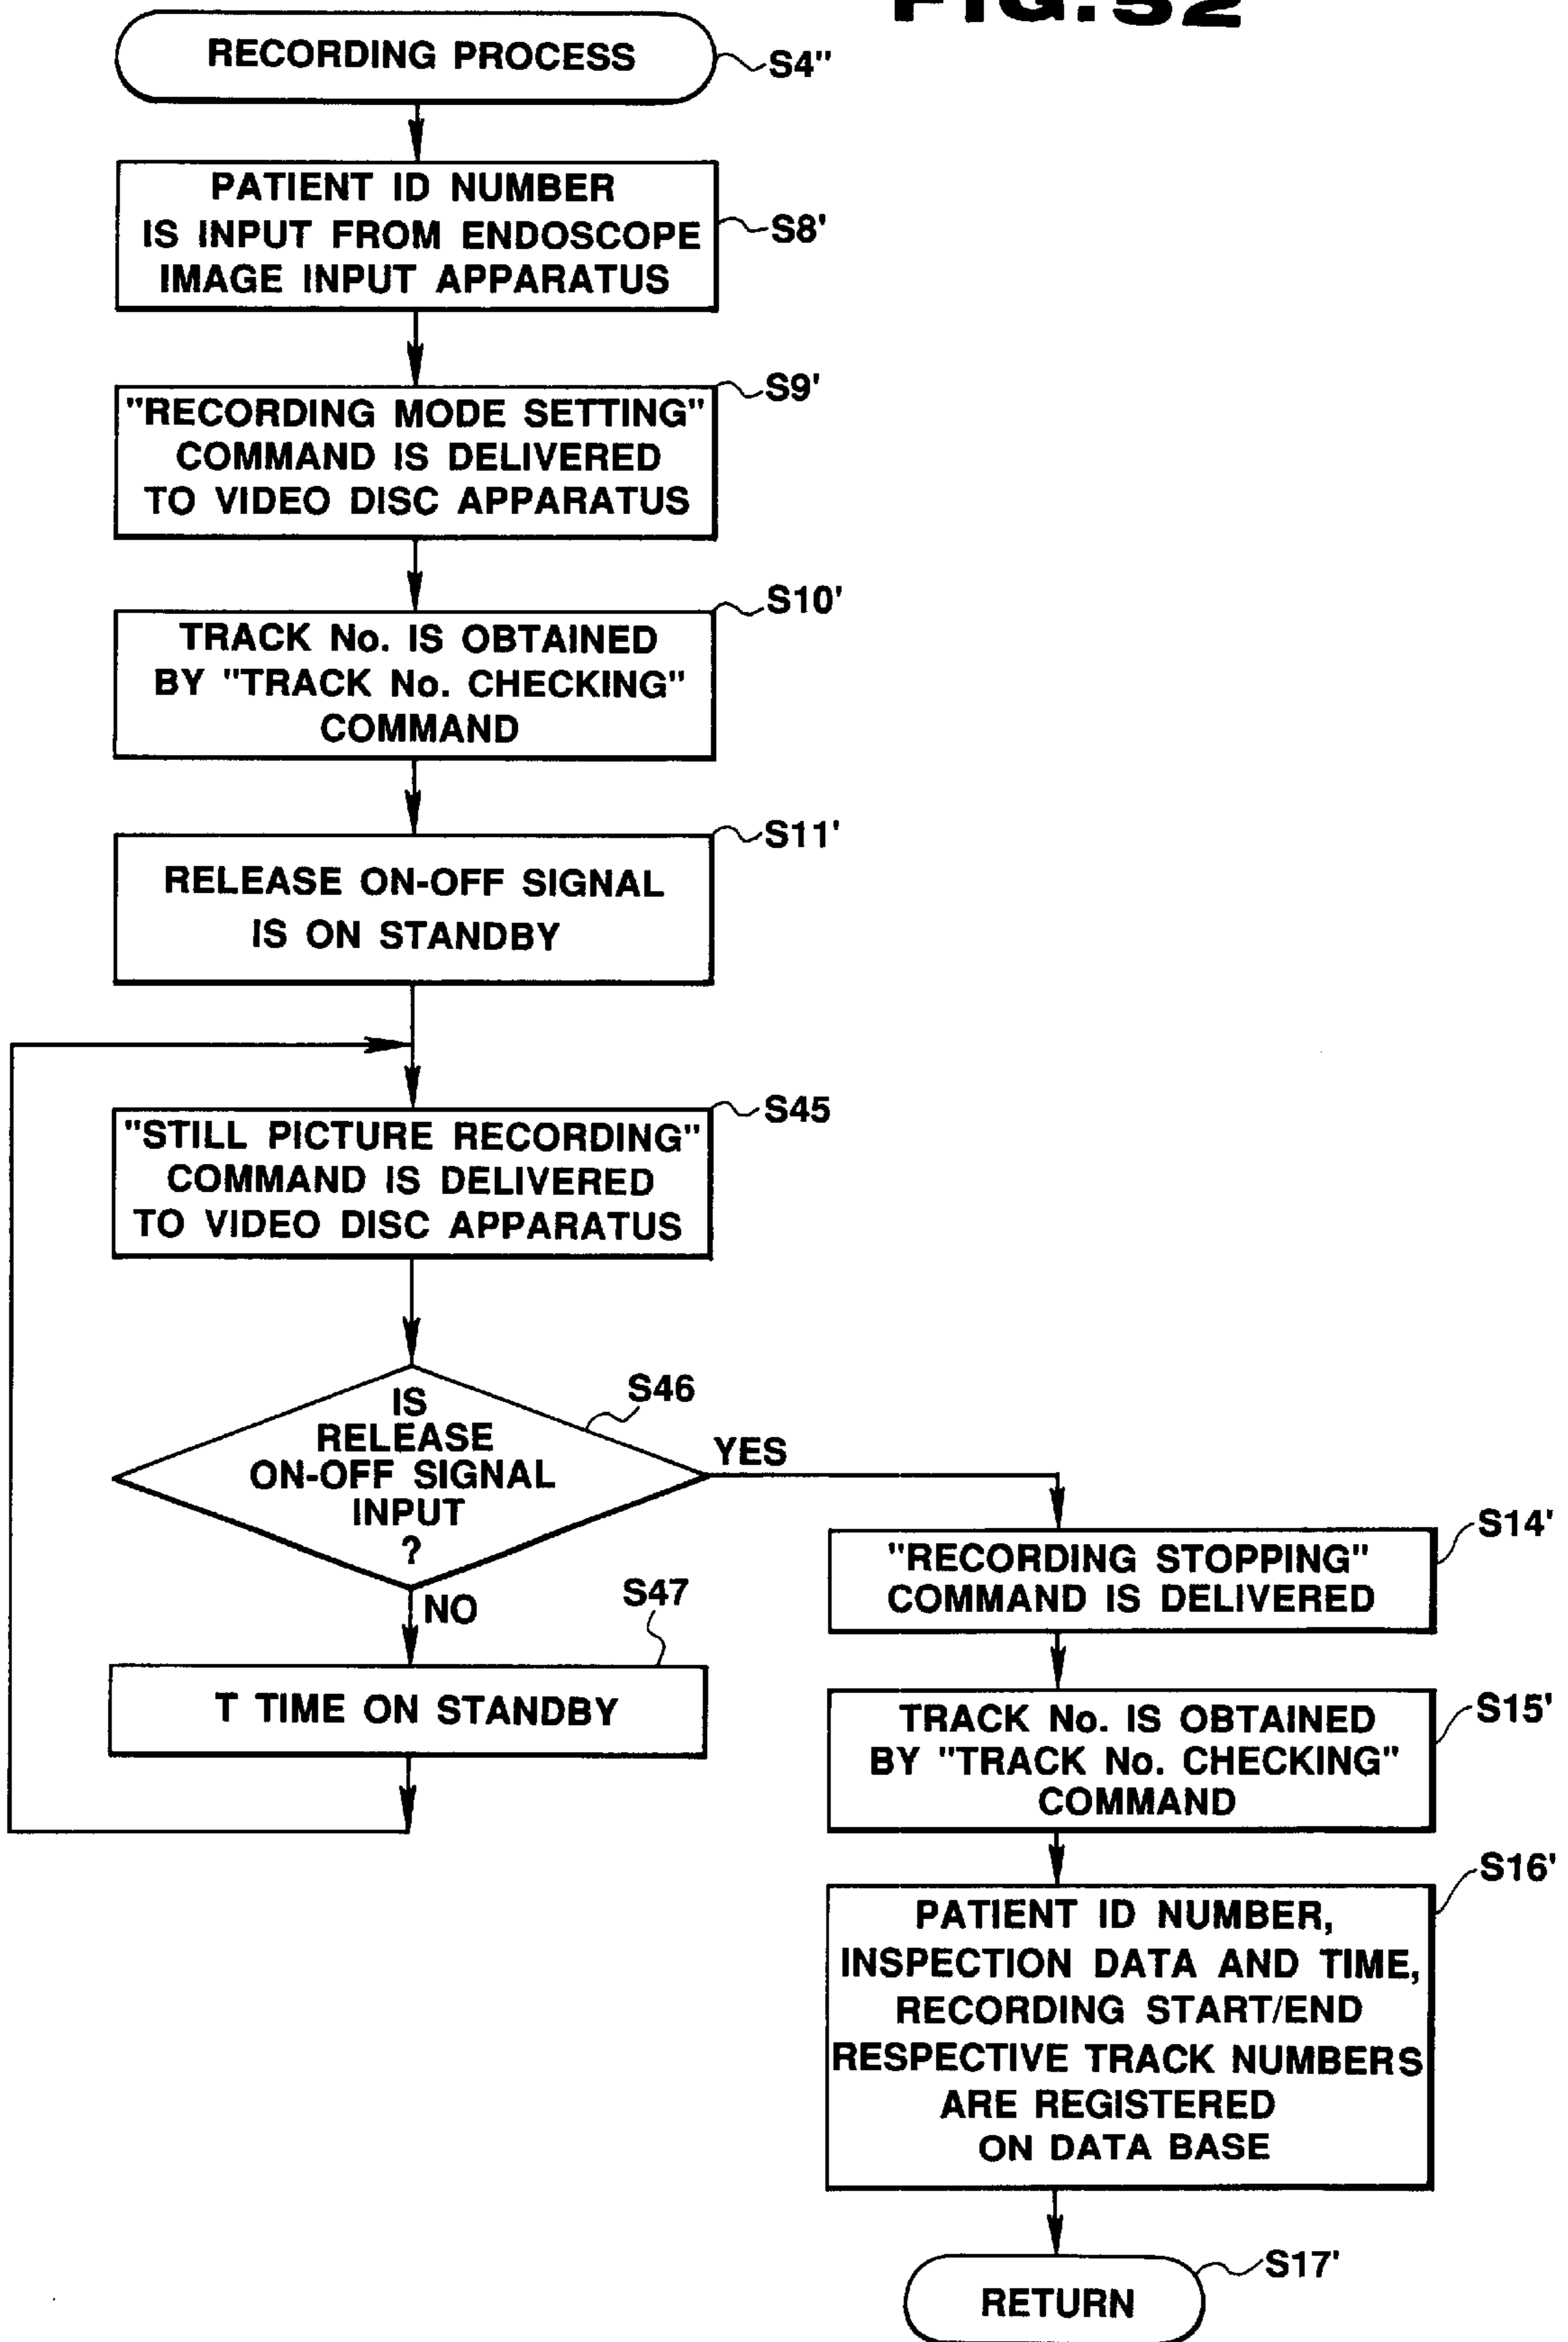 FIG.52
RECORDING PROCESS
S4"
PATIENT ID NUMBER
IS INPUT FROM ENDOSCOPE
IMAGE INPUT APPARATUS
S8'
"RECORDING MODE SETTING"
COMMAND IS DELIVERED
TO VIDEO DISC APPARATUS
S9'
TRACK No. IS OBTAINED
BY "TRACK No. CHECKING"
COMMAND
S10'
RELEASE ON-OFF SIGNAL
IS ON STANDBY
S11'
"STILL PICTURE RECORDING"
COMMAND IS DELIVERED
TO VIDEO DISC APPARATUS
S45
IS
RELEASE
ON-OFF SIGNAL
INPUT
?
S46
YES
NO
S47
T TIME ON STANDBY
"RECORDING STOPPING"
COMMAND IS DELIVERED
S14'
TRACK No. IS OBTAINED
BY "TRACK No. CHECKING"
COMMAND
S15'
PATIENT ID NUMBER,
INSPECTION DATA AND TIME,
RECORDING START/END
RESPECTIVE TRACK NUMBERS
ARE REGISTERED
ON DATA BASE
S16'
RETURN
S17'